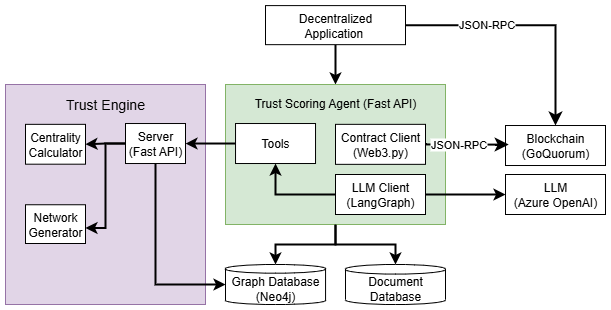 Decentralized
Application
JSON-RPC
Trust Engine
Trust Scoring Agent (Fast API)
Centrality
Calculator
Server
(Fast API)
Tools
Contract Client
(Web3.py)
JSON-RPC
Blockchain
(GoQuorum)
Network
Generator
LLM Client
(LangGraph)
LLM
(Azure OpenAI)
Graph Database
(Neo4j)
Document
Database